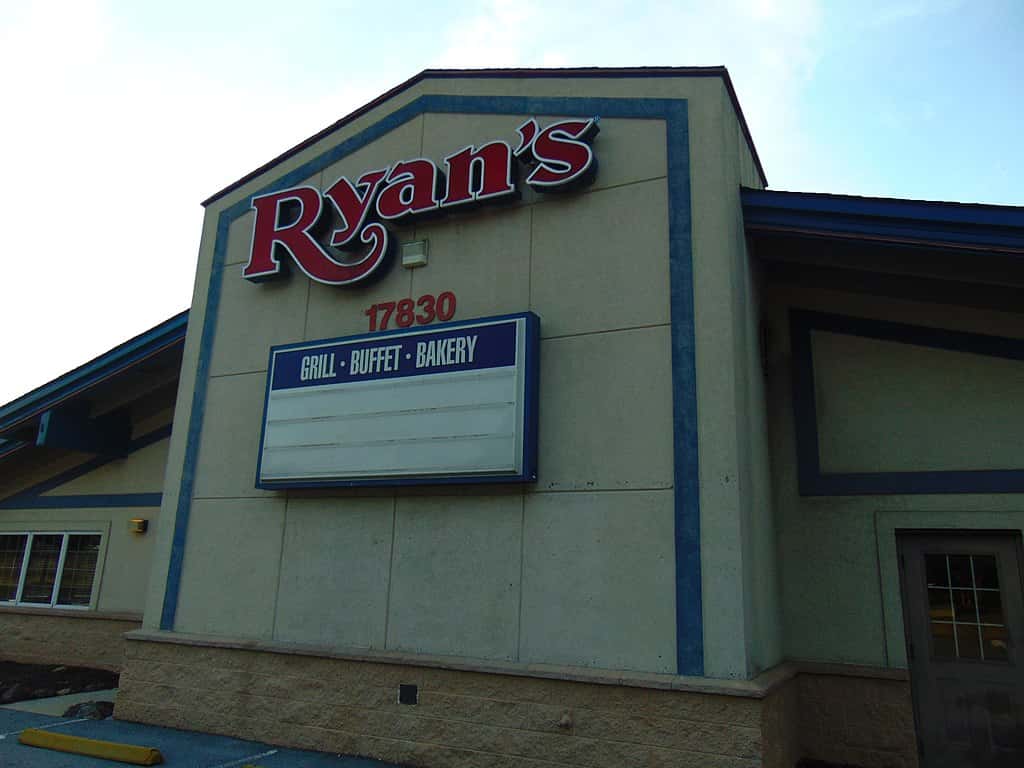 Ryan's
17830
GRILL · BUFFET · BAKERY